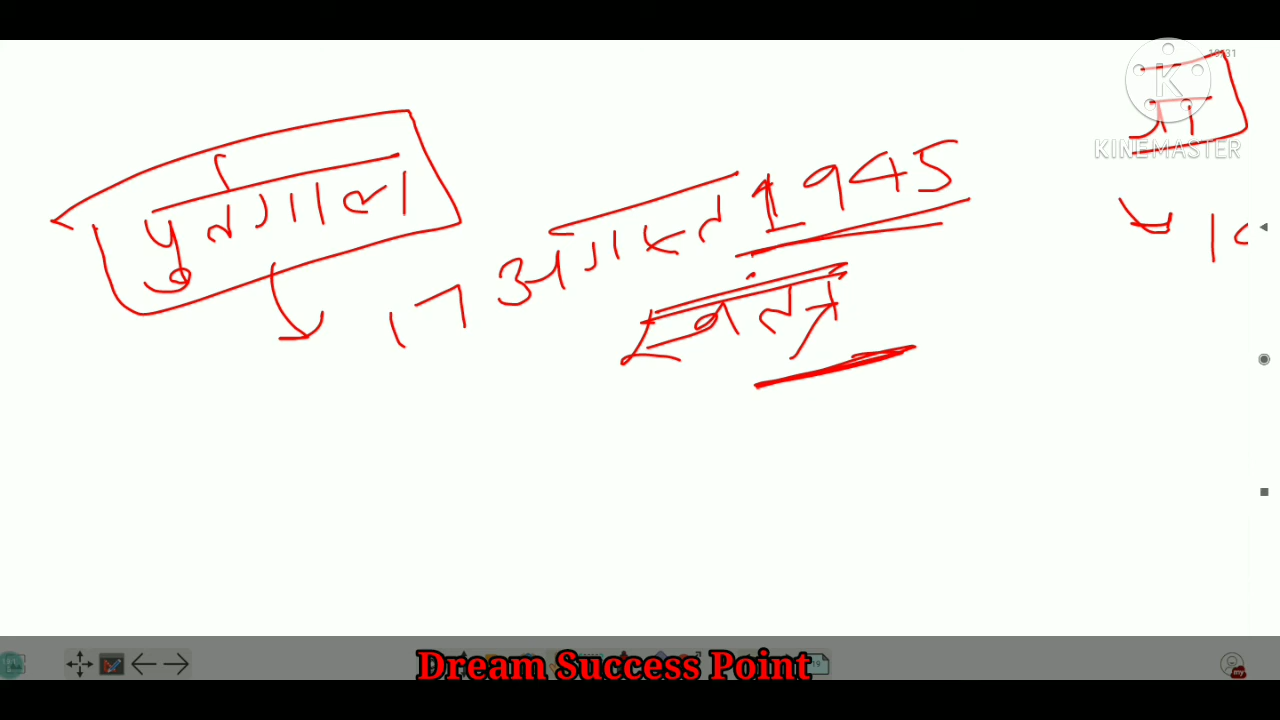 पुर्तगाल
17 अगस्त 1945
स्वतंत्र
KINEMASTER
Dream Success Point